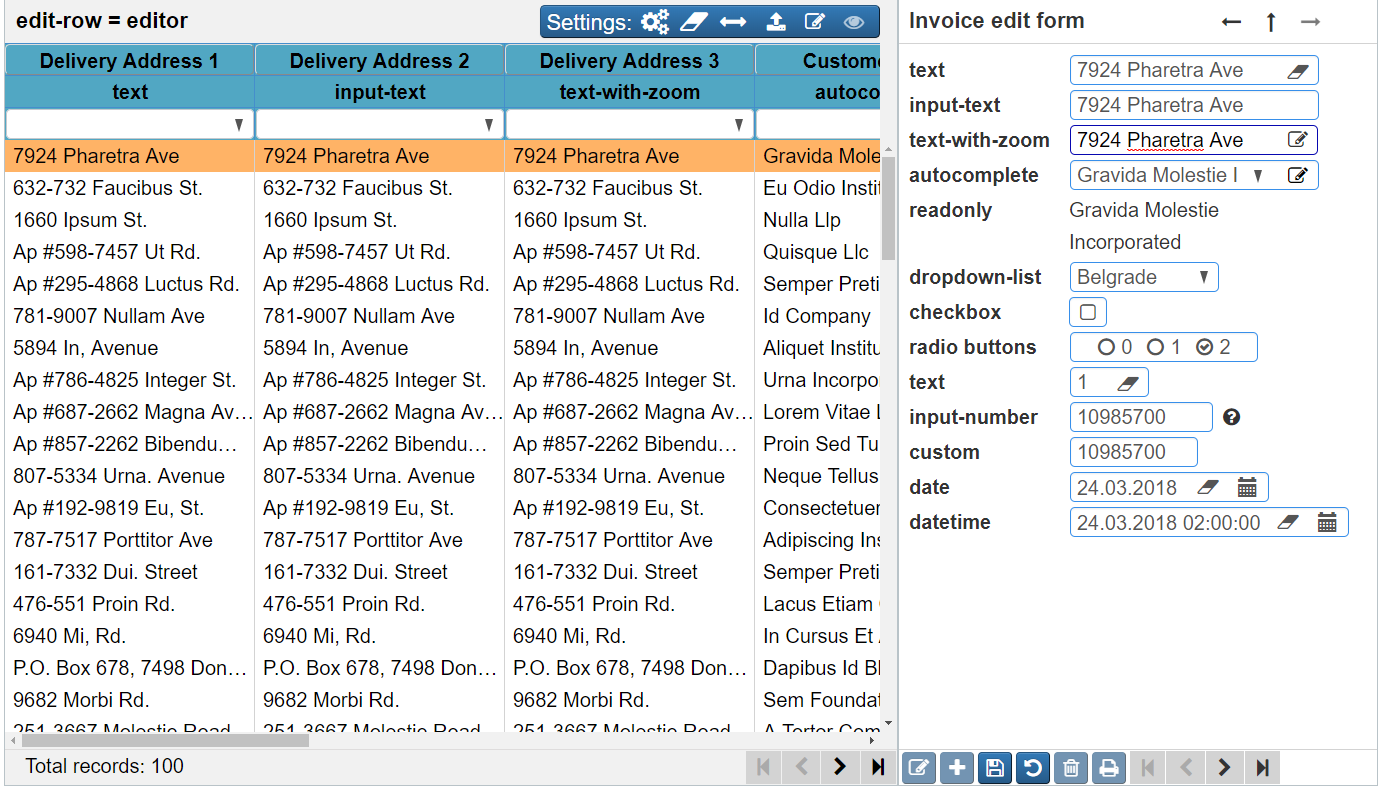 edit-row = editor
Settings:
Delivery Address 1 Delivery Address 2 Delivery Address 3 Custome
text input-text text-with-zoom autoco
7924 Pharetra Ave 7924 Pharetra Ave 7924 Pharetra Ave Gravida Mole
632-732 Faucibus St. 632-732 Faucibus St. 632-732 Faucibus St. Eu Odio Instit
1660 Ipsum St. 1660 Ipsum St. 1660 Ipsum St. Nulla Llp
Ap #598-7457 Ut Rd. Ap #598-7457 Ut Rd. Ap #598-7457 Ut Rd. Quisque Llc
Ap #295-4868 Luctus Rd. Ap #295-4868 Luctus Rd. Ap #295-4868 Luctus Rd. Semper Preti
781-9007 Nullam Ave 781-9007 Nullam Ave 781-9007 Nullam Ave Id Company
5894 In, Avenue 5894 In, Avenue 5894 In, Avenue Aliquet Institu
Ap #786-4825 Integer St. Ap #786-4825 Integer St. Ap #786-4825 Integer St. Urna Incorpo
Ap #687-2662 Magna Av... Ap #687-2662 Magna Av... Ap #687-2662 Magna Av... Lorem Vitae L
Ap #857-2262 Bibendu... Ap #857-2262 Bibendu... Ap #857-2262 Bibendu... Proin Sed Tu
807-5334 Urna. Avenue 807-5334 Urna. Avenue 807-5334 Urna. Avenue Neque Tellus
Ap #192-9819 Eu, St. Ap #192-9819 Eu, St. Ap #192-9819 Eu, St. Consectetuer
787-7517 Porttitor Ave 787-7517 Porttitor Ave 787-7517 Porttitor Ave Adipiscing Ins
161-7332 Dui. Street 161-7332 Dui. Street 161-7332 Dui. Street Semper Preti
476-551 Proin Rd. 476-551 Proin Rd. 476-551 Proin Rd. Lacus Etiam
6940 Mi, Rd. 6940 Mi, Rd. 6940 Mi, Rd. In Cursus Et
P.O. Box 678, 7498 Don... P.O. Box 678, 7498 Don... P.O. Box 678, 7498 Don... Dapibus Id Bl
9682 Morbi Rd. 9682 Morbi Rd. 9682 Morbi Rd. Sem Foundat
251-3667 Molestie Road 251-3667 Molestie Road 251-3667 Molestie Road A Tortor Com
Total records: 100
Invoice edit form
text 7924 Pharetra Ave
input-text 7924 Pharetra Ave
text-with-zoom 7924 Pharetra Ave
autocomplete Gravida Molestie I
readonly Gravida Molestie
Incorporated
dropdown-list Belgrade
checkbox
radio buttons 0 1 2
text 1
input-number 10985700
custom 10985700
date 24.03.2018
datetime 24.03.2018 02:00:00